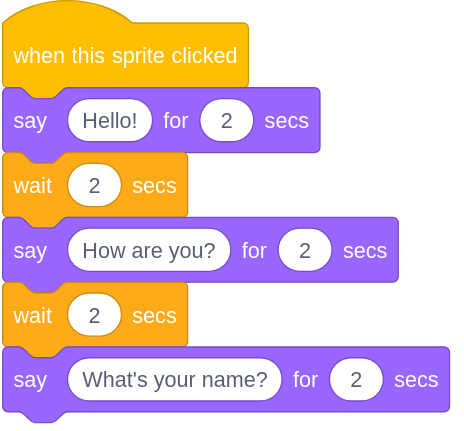 when this sprite clicked
say Hello! for 2 secs
wait 2 secs
say How are you? for 2 secs
wait 2 secs
say What's your name? for 2 secs